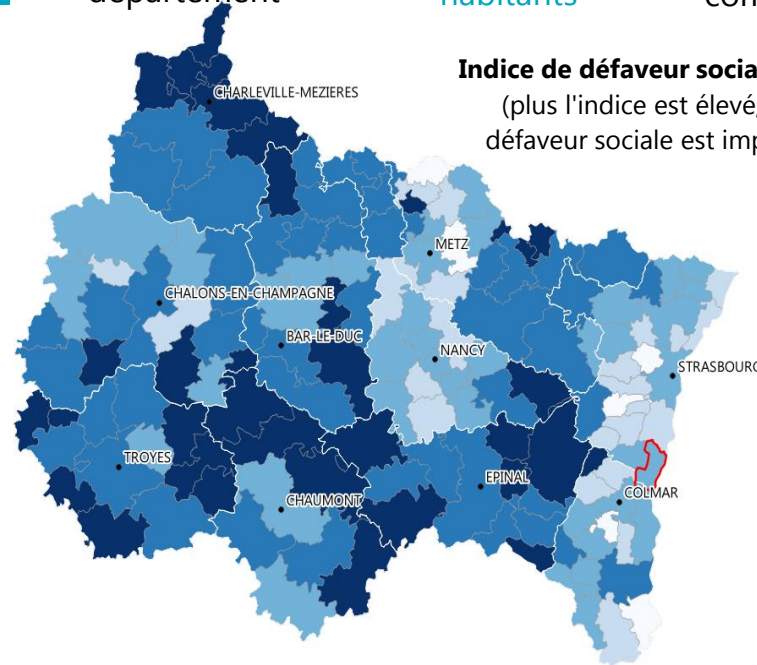 département
habitants
Indice de défaveur socia
(plus l'indice est élevé,
défaveur sociale est imp
CHARLEVILLE-MEZIERES
METZ
CHALONS-EN-CHAMPAGNE
BAR-LE-DUC
NANCY
STRASBOURG
TROYES
EPINAL
COLMAR
CHAUMONT